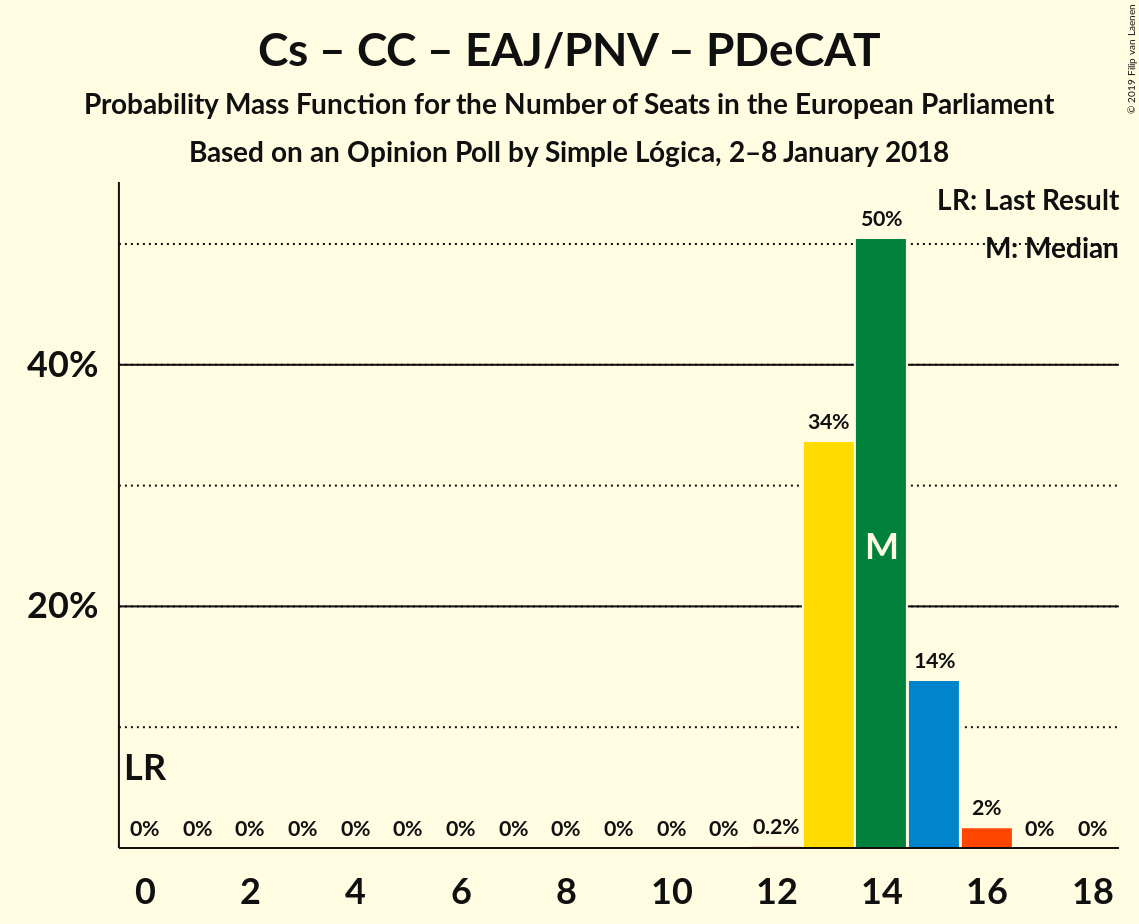 Cs – CC – EAJ/PNV – PDeCAT
Probability Mass Function for the Number of Seats in the European Parliament
Based on an Opinion Poll by Simple Lógica, 2–8 January 2018
© 2019 Filip van Laenen
LR: Last Result
M: Median
50%
40%
34%
M
20%
14%
LR
0% 0% 0% 0% 0% 0% 0% 0% 0% 0% 0% 0% 0.2% 2% 0% 0%
0 2 4 6 8 10 12 14 16 18